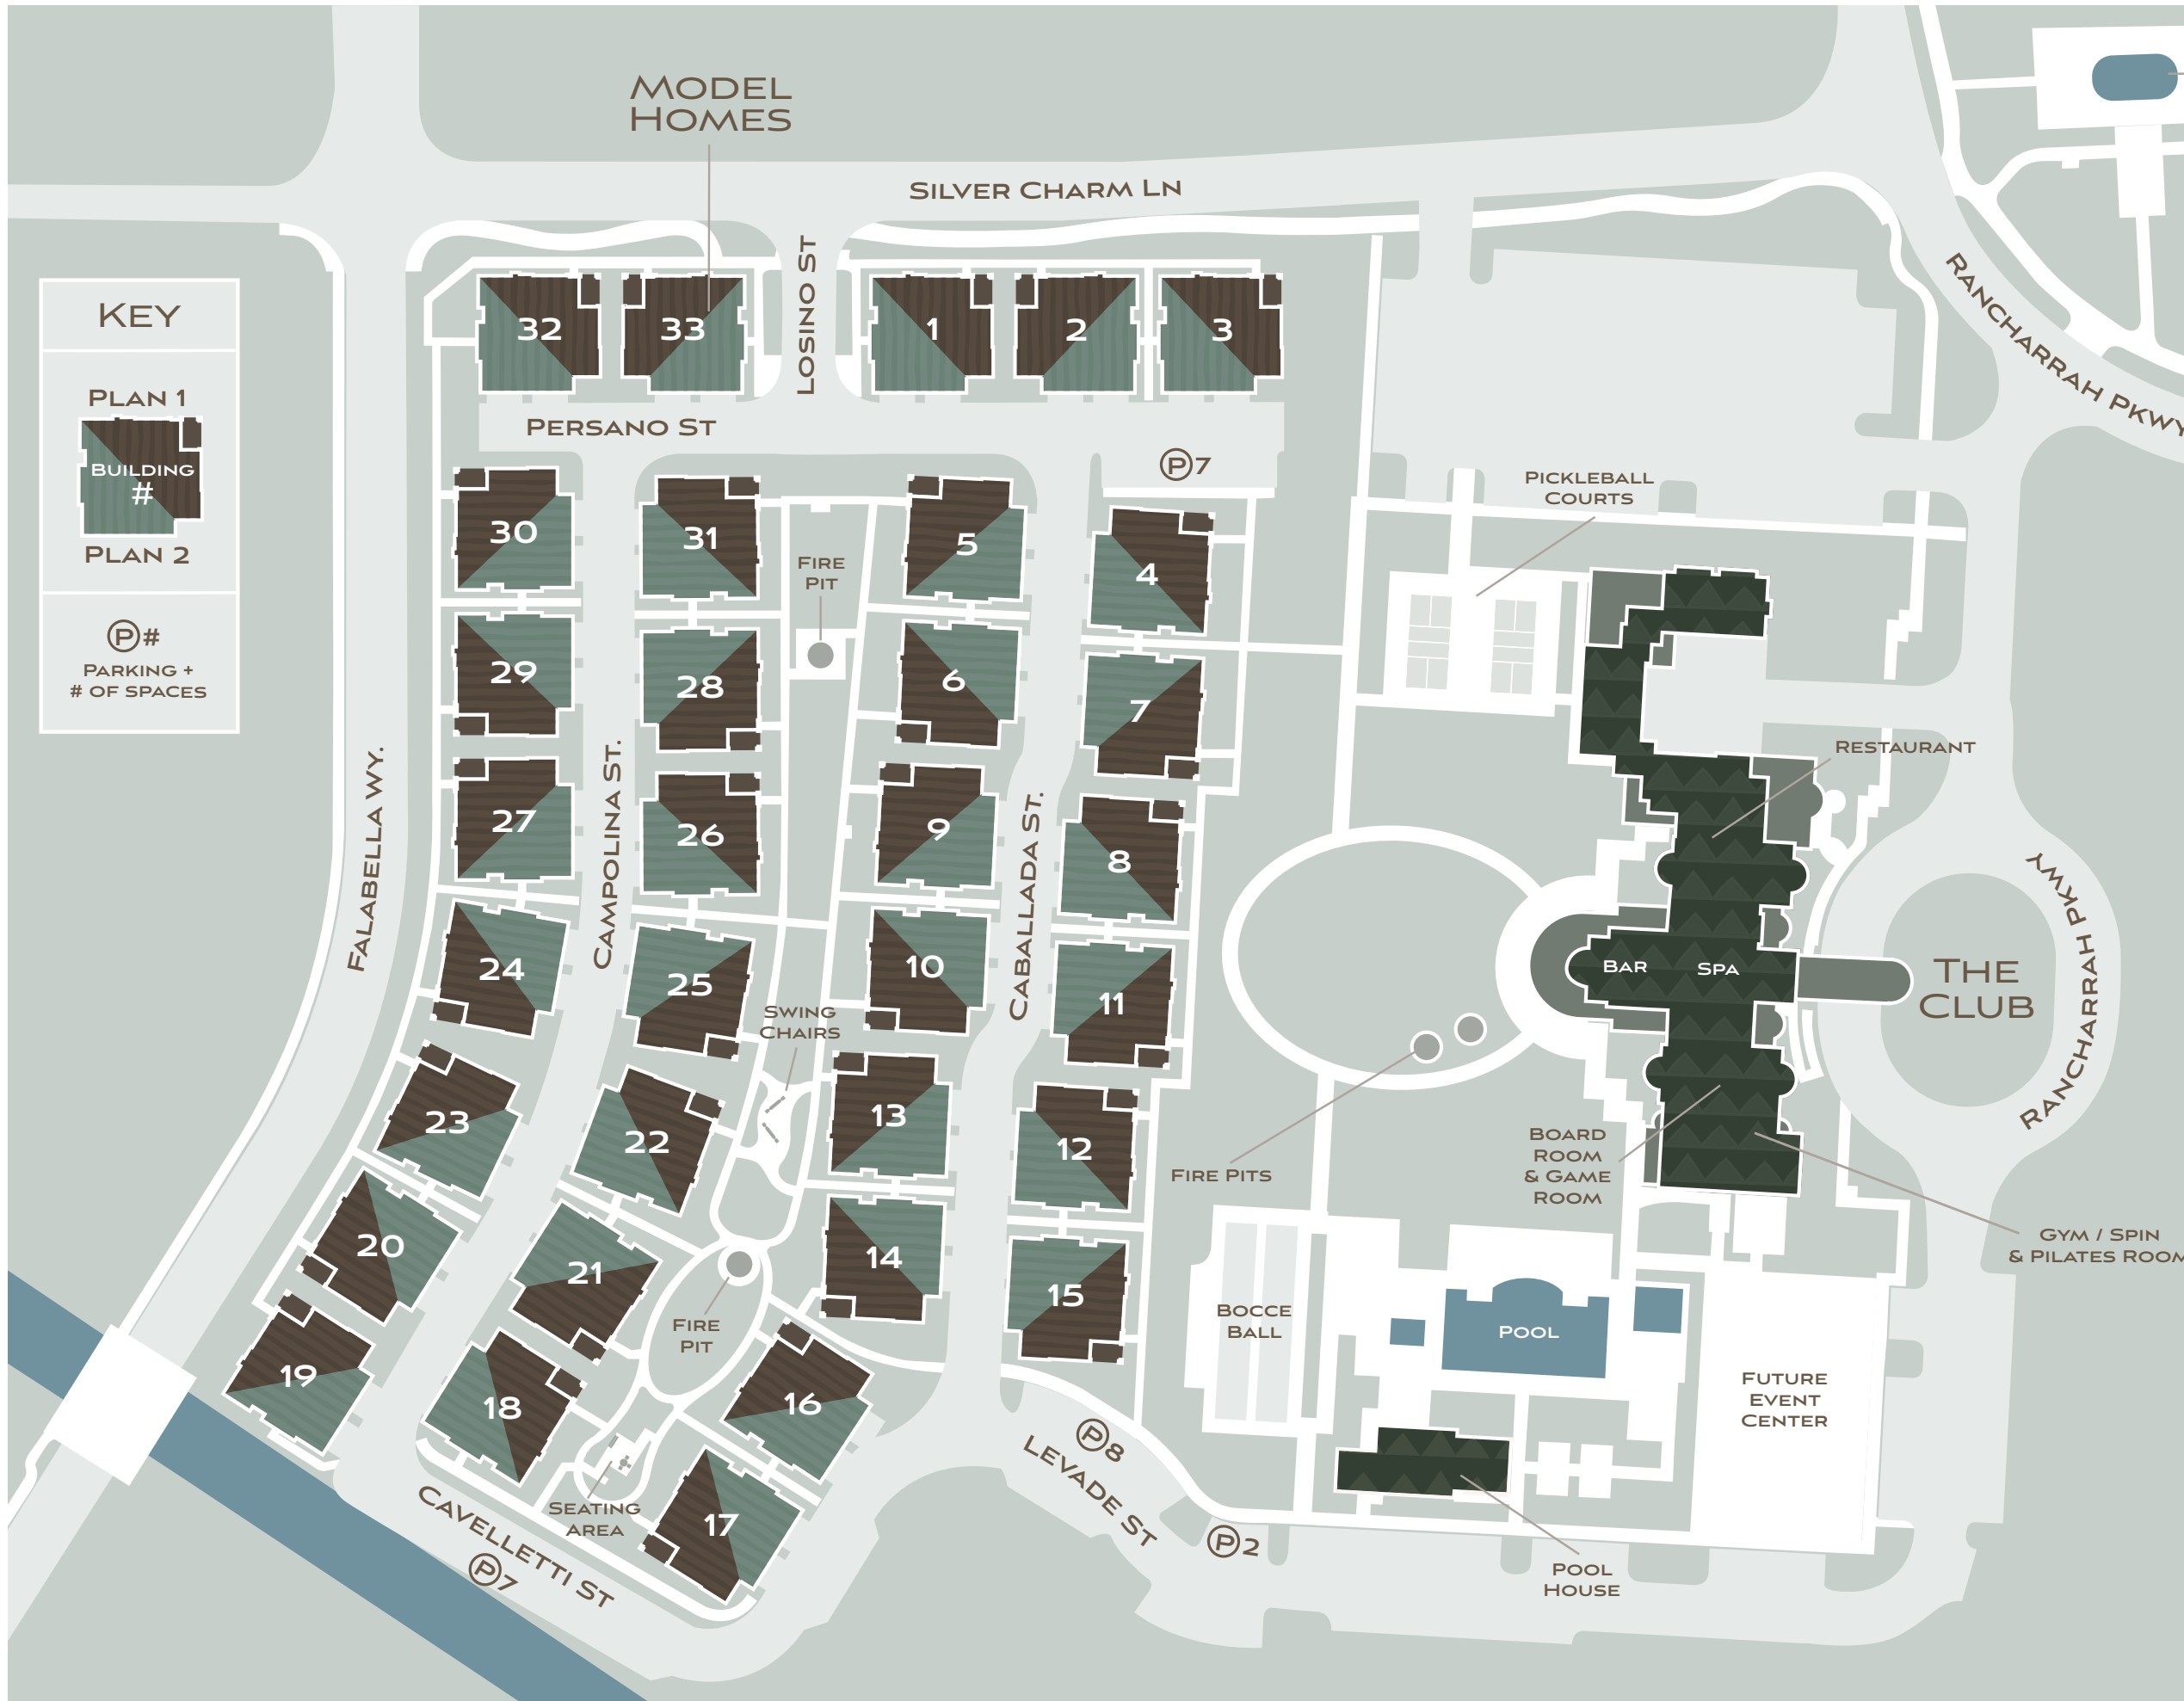 MODEL
HOMES
SILVER CHARM LN
LOSINO ST
RANCHARRAH PKWY
KEY
PLAN 1
BUILDING
#
PLAN 2
P#
PARKING +
# OF SPACES
32
33
1
2
3
PERSANO ST
P7
30
31
5
4
FIRE
PIT
PICKLEBALL
COURTS
29
28
6
7
RESTAURANT
27
26
9
8
FALABELLA WY.
CAMPOLINA ST.
CABALLADA ST.
24
25
10
11
SWING
CHAIRS
BAR
SPA
THE
CLUB
RANCHARRAH PKWY
PKWY
23
22
13
12
FIRE PITS
BOARD
ROOM
& GAME
ROOM
GYM / SPIN
& PILATES ROOM
20
21
14
15
FIRE
PIT
BOCCE
BALL
POOL
19
18
16
17
FUTURE
EVENT
CENTER
SEATING
AREA
CAVELLETTI ST
P7
P8
LEVADE ST
P2
POOL
HOUSE